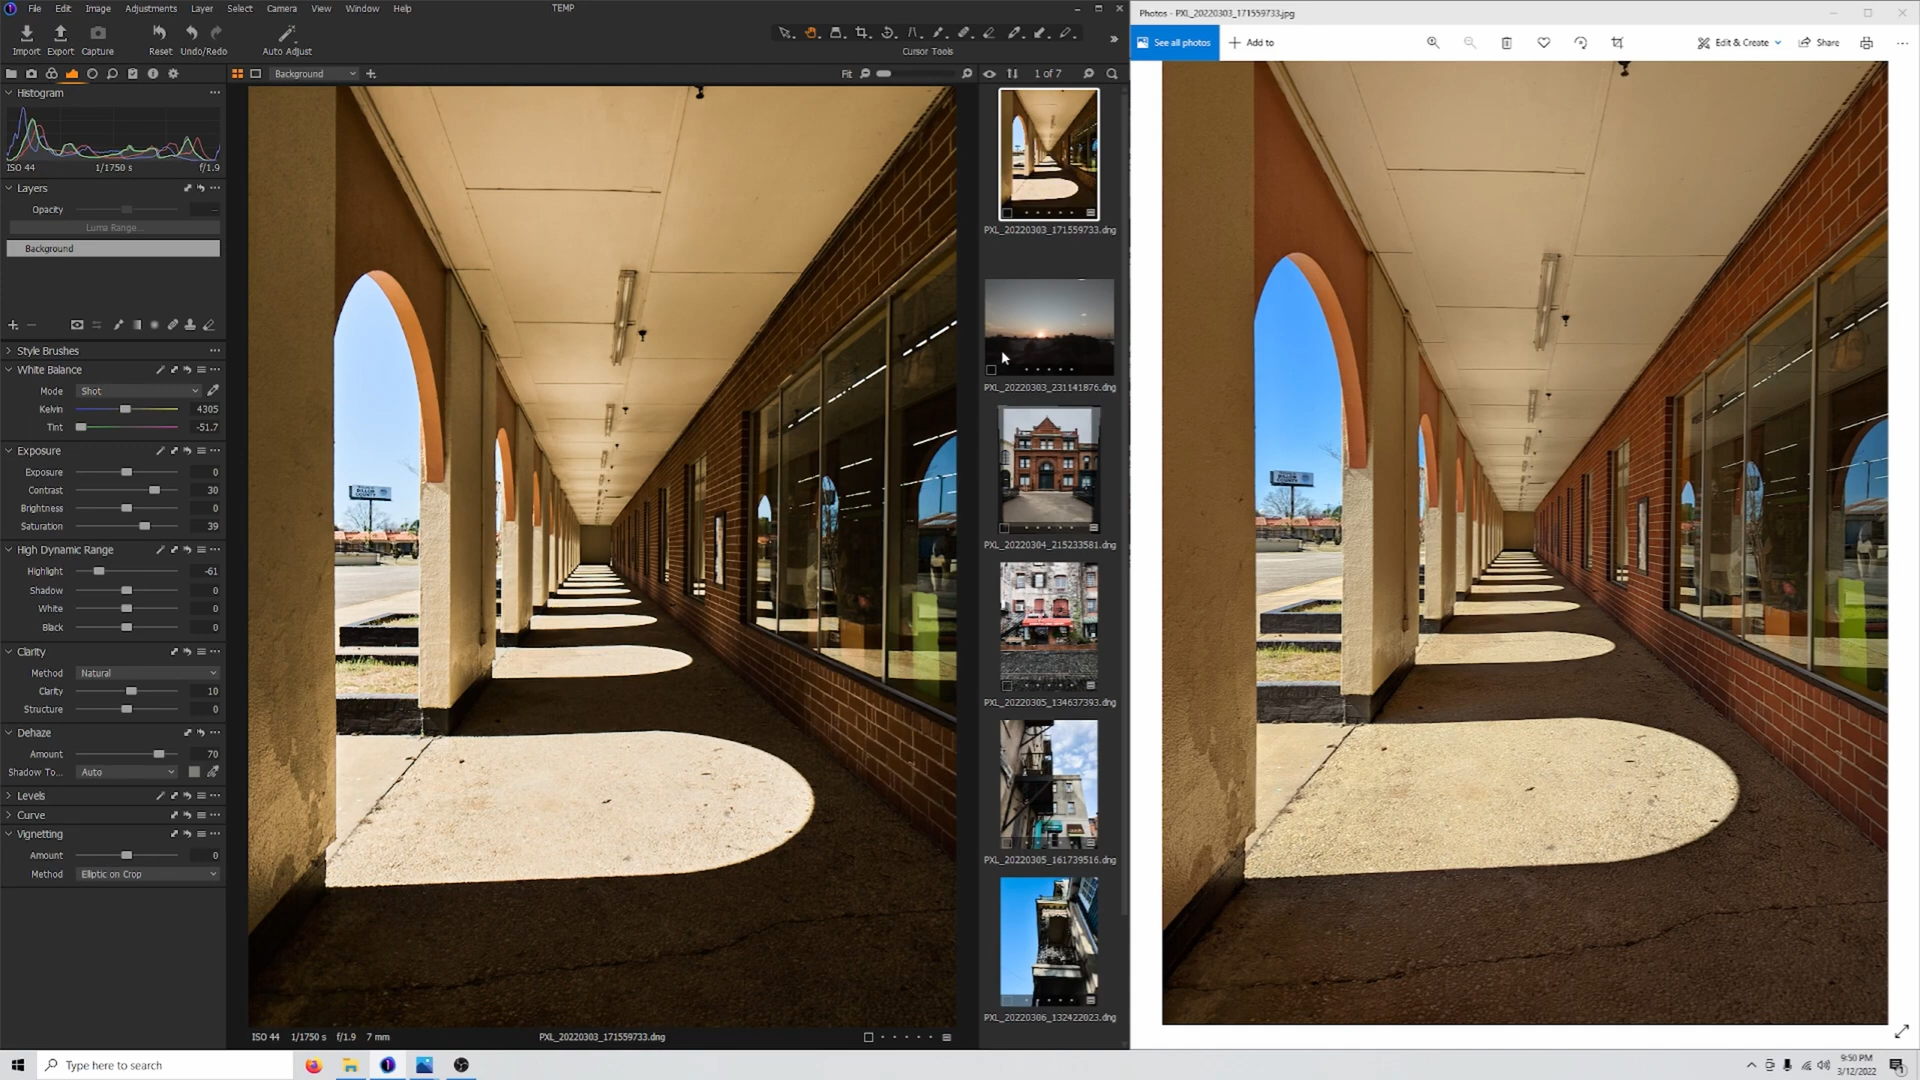 File Edit Image Adjustments Layer Select Camera View Window Help
TEMP
Import Export Capture Reset Undo/Redo Auto Adjust
Cursor Tools
Background
Fit
1 of 7
Histogram
ISO 44 1/1750 s f/1.9
Layers
Opacity
Luma Range...
Background
Style Brushes
White Balance
Mode Shot
Kelvin 4305
Tint -51.7
Exposure
Exposure 0
Contrast 30
Brightness 0
Saturation 39
High Dynamic Range
Highlight -61
Shadow 0
White 0
Black 0
Clarity
Method Natural
Clarity 10
Structure 0
Dehaze
Amount 70
Shadow To... Auto
Levels
Curve
Vignetting
Amount 0
Method Elliptic on Crop
DILLON
COUNTY
ISO 44 1/1750 s f/1.9 7 mm
PXL_20220303_171559733.dng
PXL_20220303_171559733.dng
PXL_20220303_231141876.dng
PXL_20220304_215233581.dng
PXL_20220305_134637393.dng
PXL_20220305_161739516.dng
PXL_20220306_132422023.dng
Photos - PXL_20220303_171559733.jpg
See all photos
Add to
Edit & Create
Share
DILLON
COUNTY
Type here to search
9:50 PM
3/12/2022